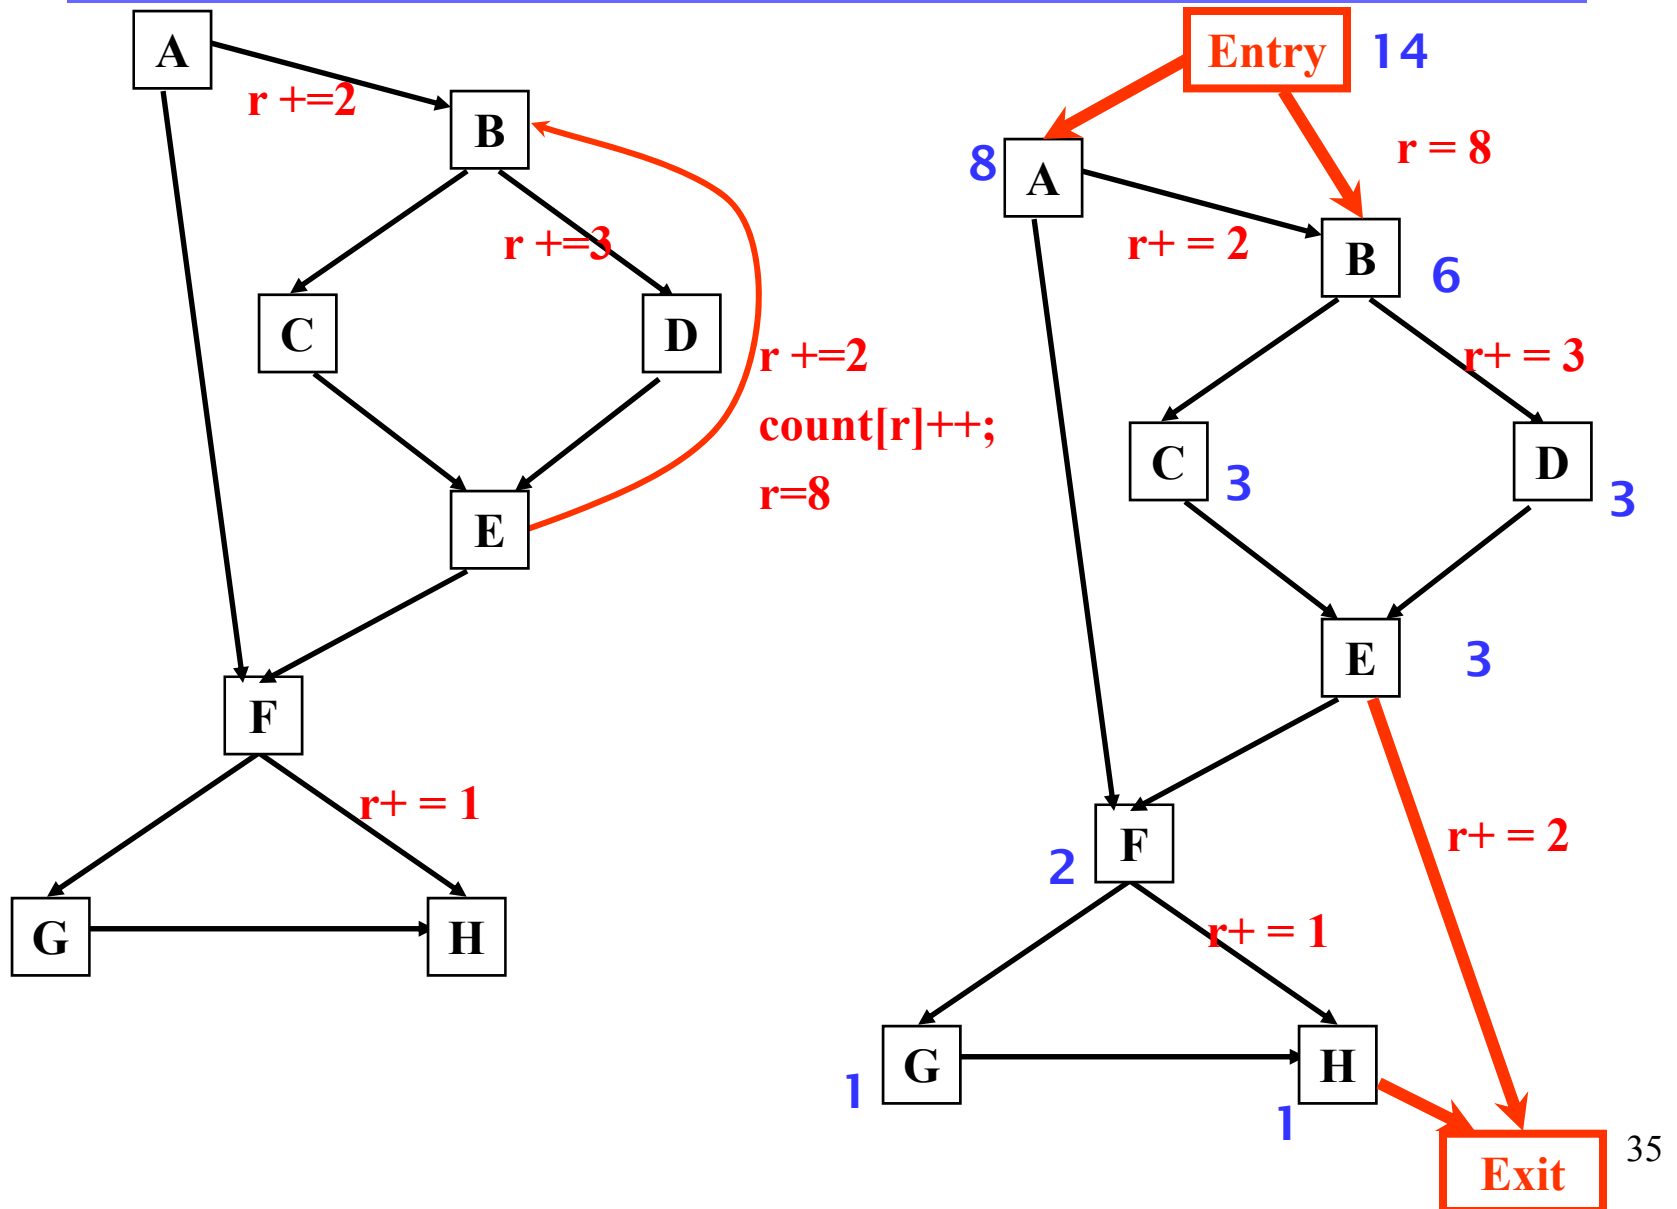 A
r +=2
B
r +=3
C
D
r +=2
count[r]++;
r=8
E
F
r+ = 1
G
H
Entry
14
r = 8
8
A
r+ = 2
B
6
r+ = 3
C
3
D
3
E
3
F
2
r+ = 2
r+ = 1
G
1
H
1
Exit
35